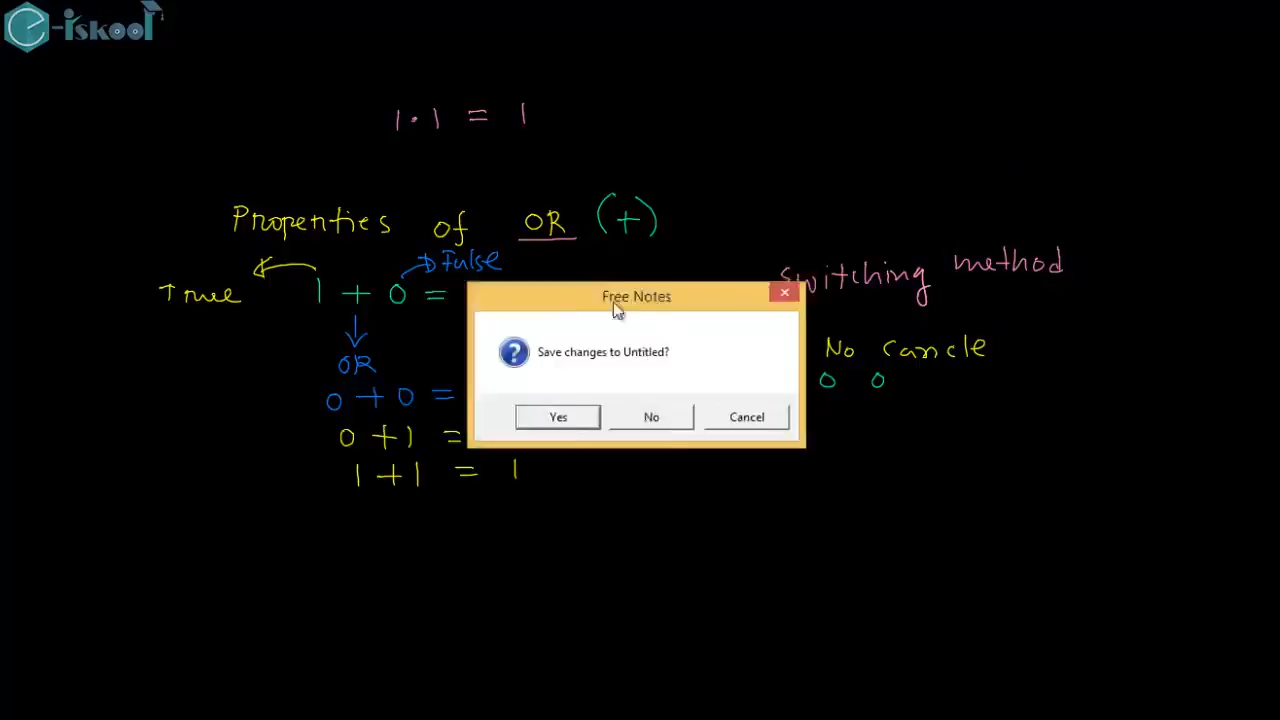 e-iskool
1 · 1 = 1
Properties of OR (+)
False
Switching method
True 1 + 0 =
Free Notes
Save changes to Untitled?
Yes No Cancel
No cancle
OR
0 0
0 + 0 =
0 + 1 =
1 + 1 = 1